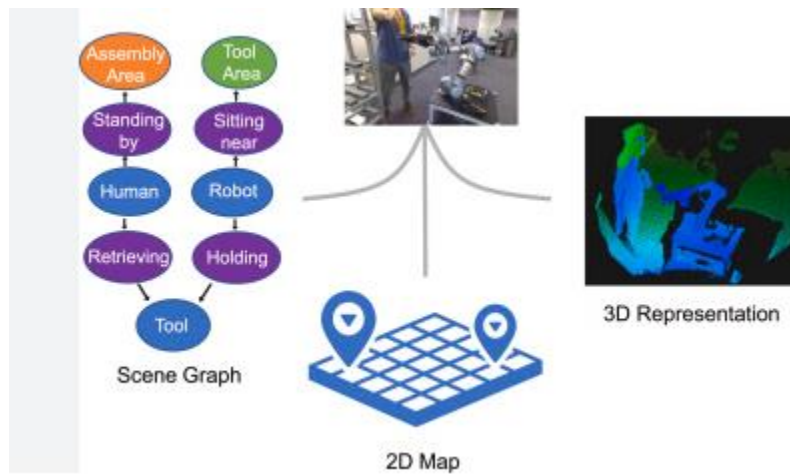 Assembly
Area
Tool
Area
Standing
by
Sitting
near
Human
Robot
Retrieving
Holding
Tool
Scene Graph
2D Map
3D Representation